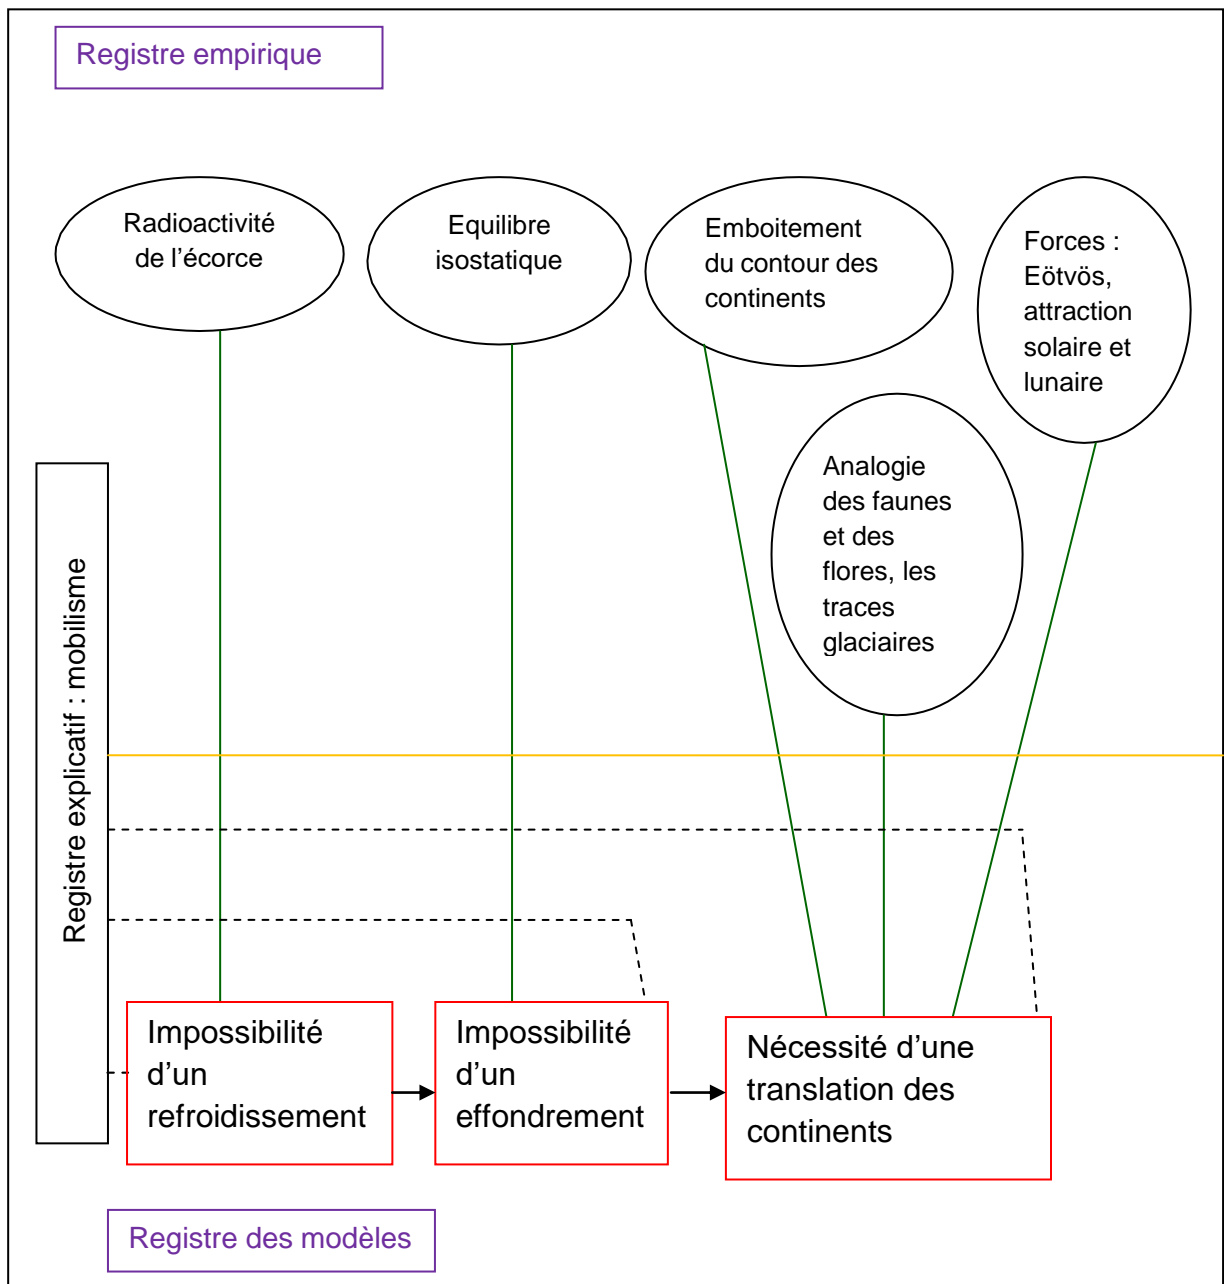 Registre empirique
Radioactivité
de l'écorce
Equilibre
isostatique
Emboitement
du contour des
continents
Forces :
Eötvös,
attraction
solaire et
lunaire
Analogie
des faunes
et des
flores, les
traces
glaciaires
Registre explicatif : mobilisme
Impossibilité
d'un
refroidissement
Impossibilité
d'un
effondrement
Nécessité d'une
translation des
continents
Registre des modèles